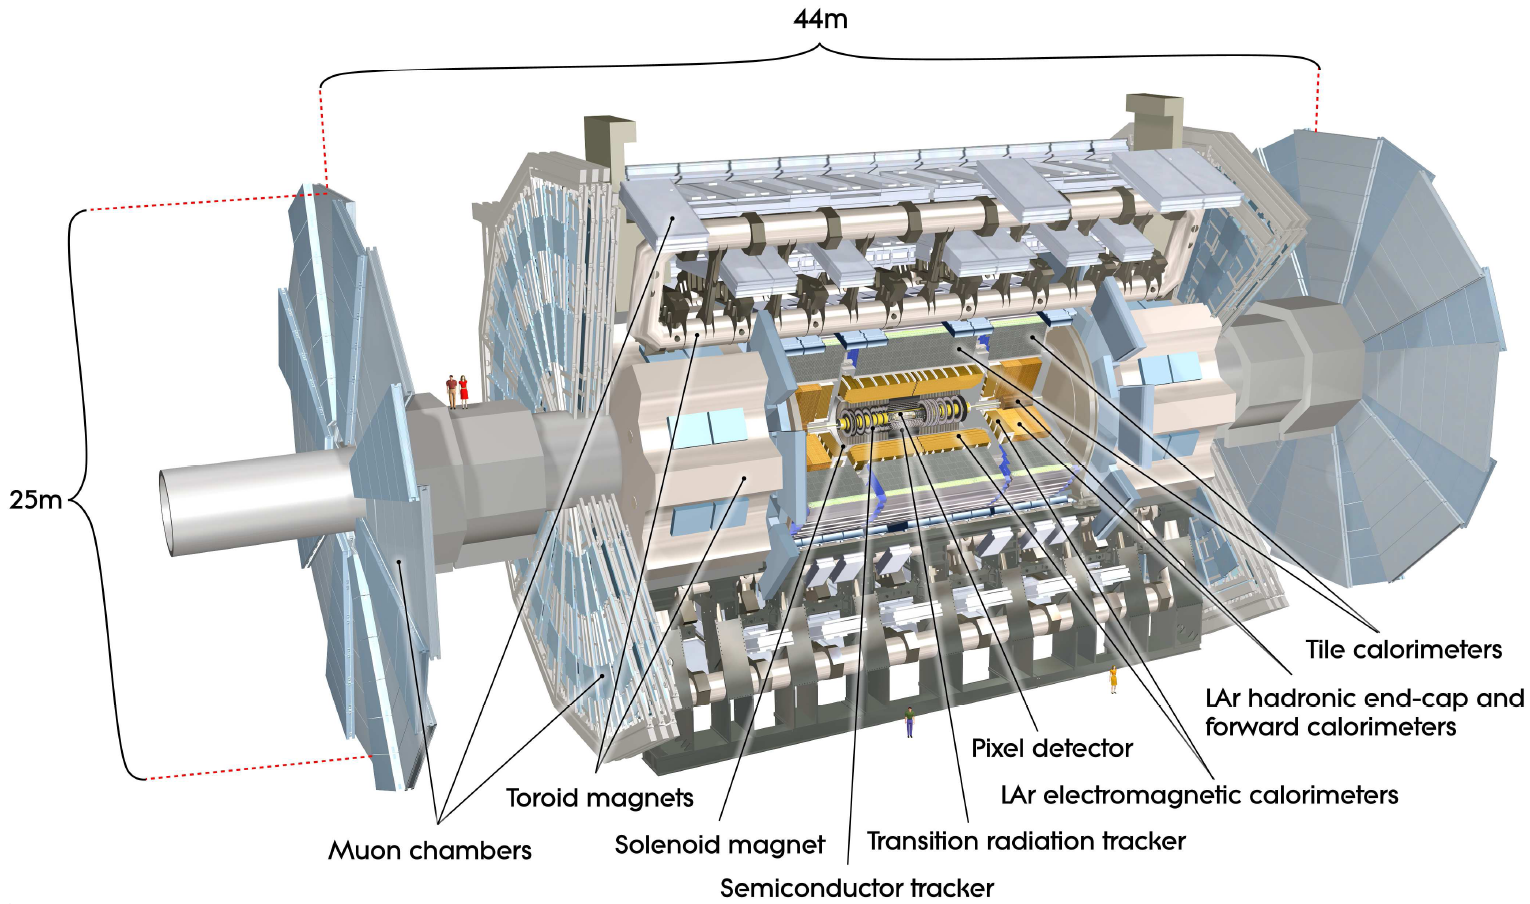 44m
25m
Tile calorimeters
LAr hadronic end-cap and
forward calorimeters
Pixel detector
LAr electromagnetic calorimeters
Toroid magnets
Solenoid magnet
Transition radiation tracker
Muon chambers
Semiconductor tracker